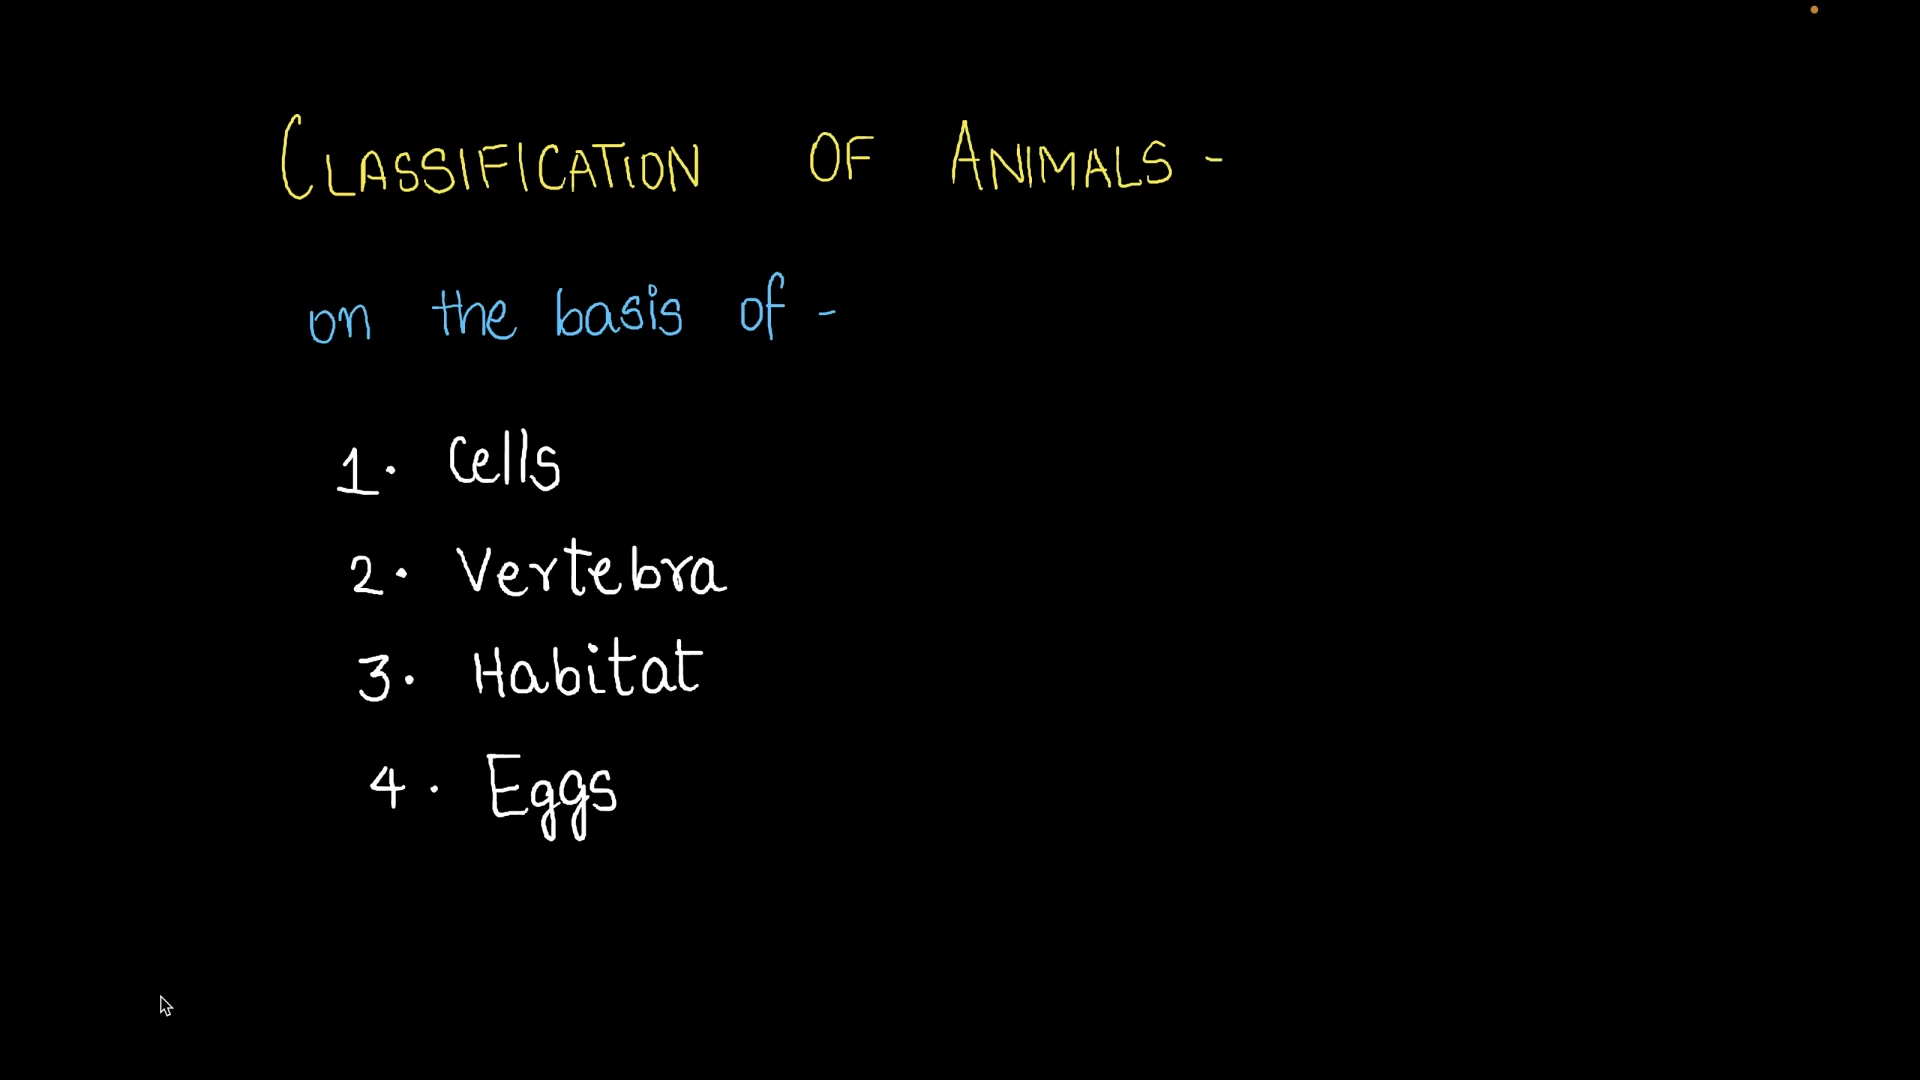 CLASSIFICATION OF ANIMALS -
on the basis of -
1. Cells
2. Vertebra
3. Habitat
4. Eggs